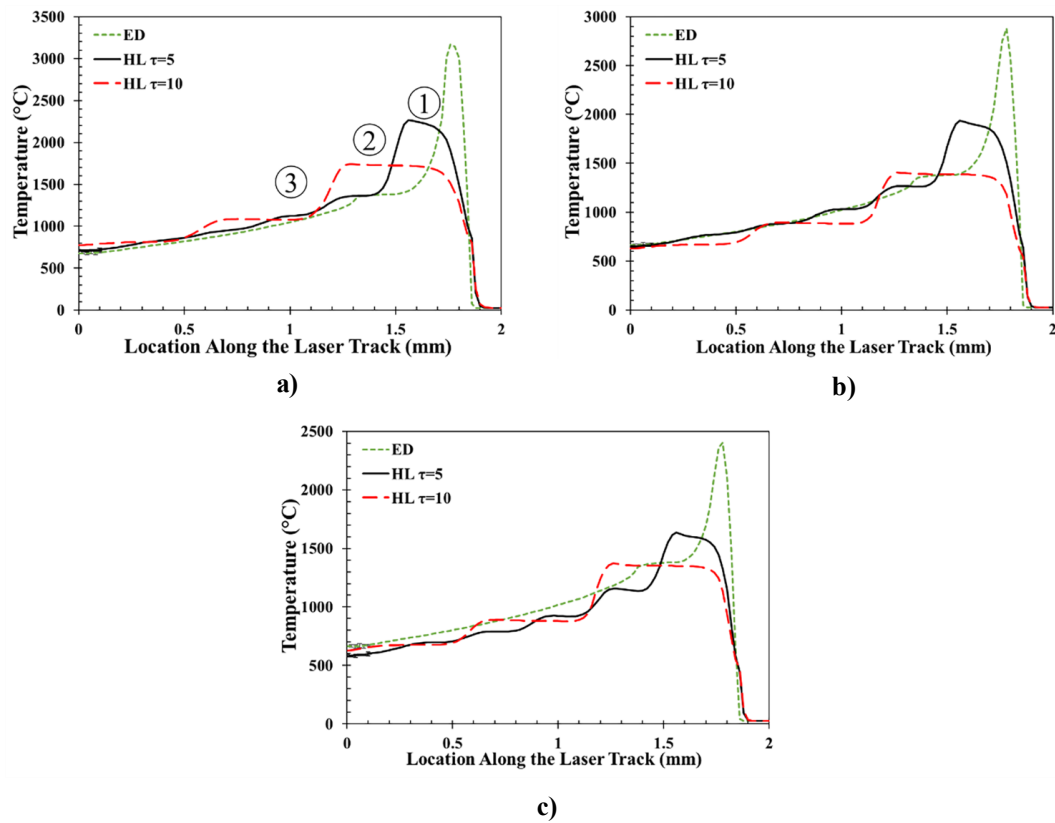 3500
3000
2500
2000
1500
1000
500
0
Temperature (°C)
ED
HL τ=5
HL τ=10
①
②
③
0 0.5 1 1.5 2
Location Along the Laser Track (mm)
a)
3000
2500
2000
1500
1000
500
0
Temperature (°C)
ED
HL τ=5
HL τ=10
0 0.5 1 1.5 2
Location Along the Laser Track (mm)
b)
2500
2000
1500
1000
500
0
Temperature (°C)
ED
HL τ=5
HL τ=10
0 0.5 1 1.5 2
Location Along the Laser Track (mm)
c)